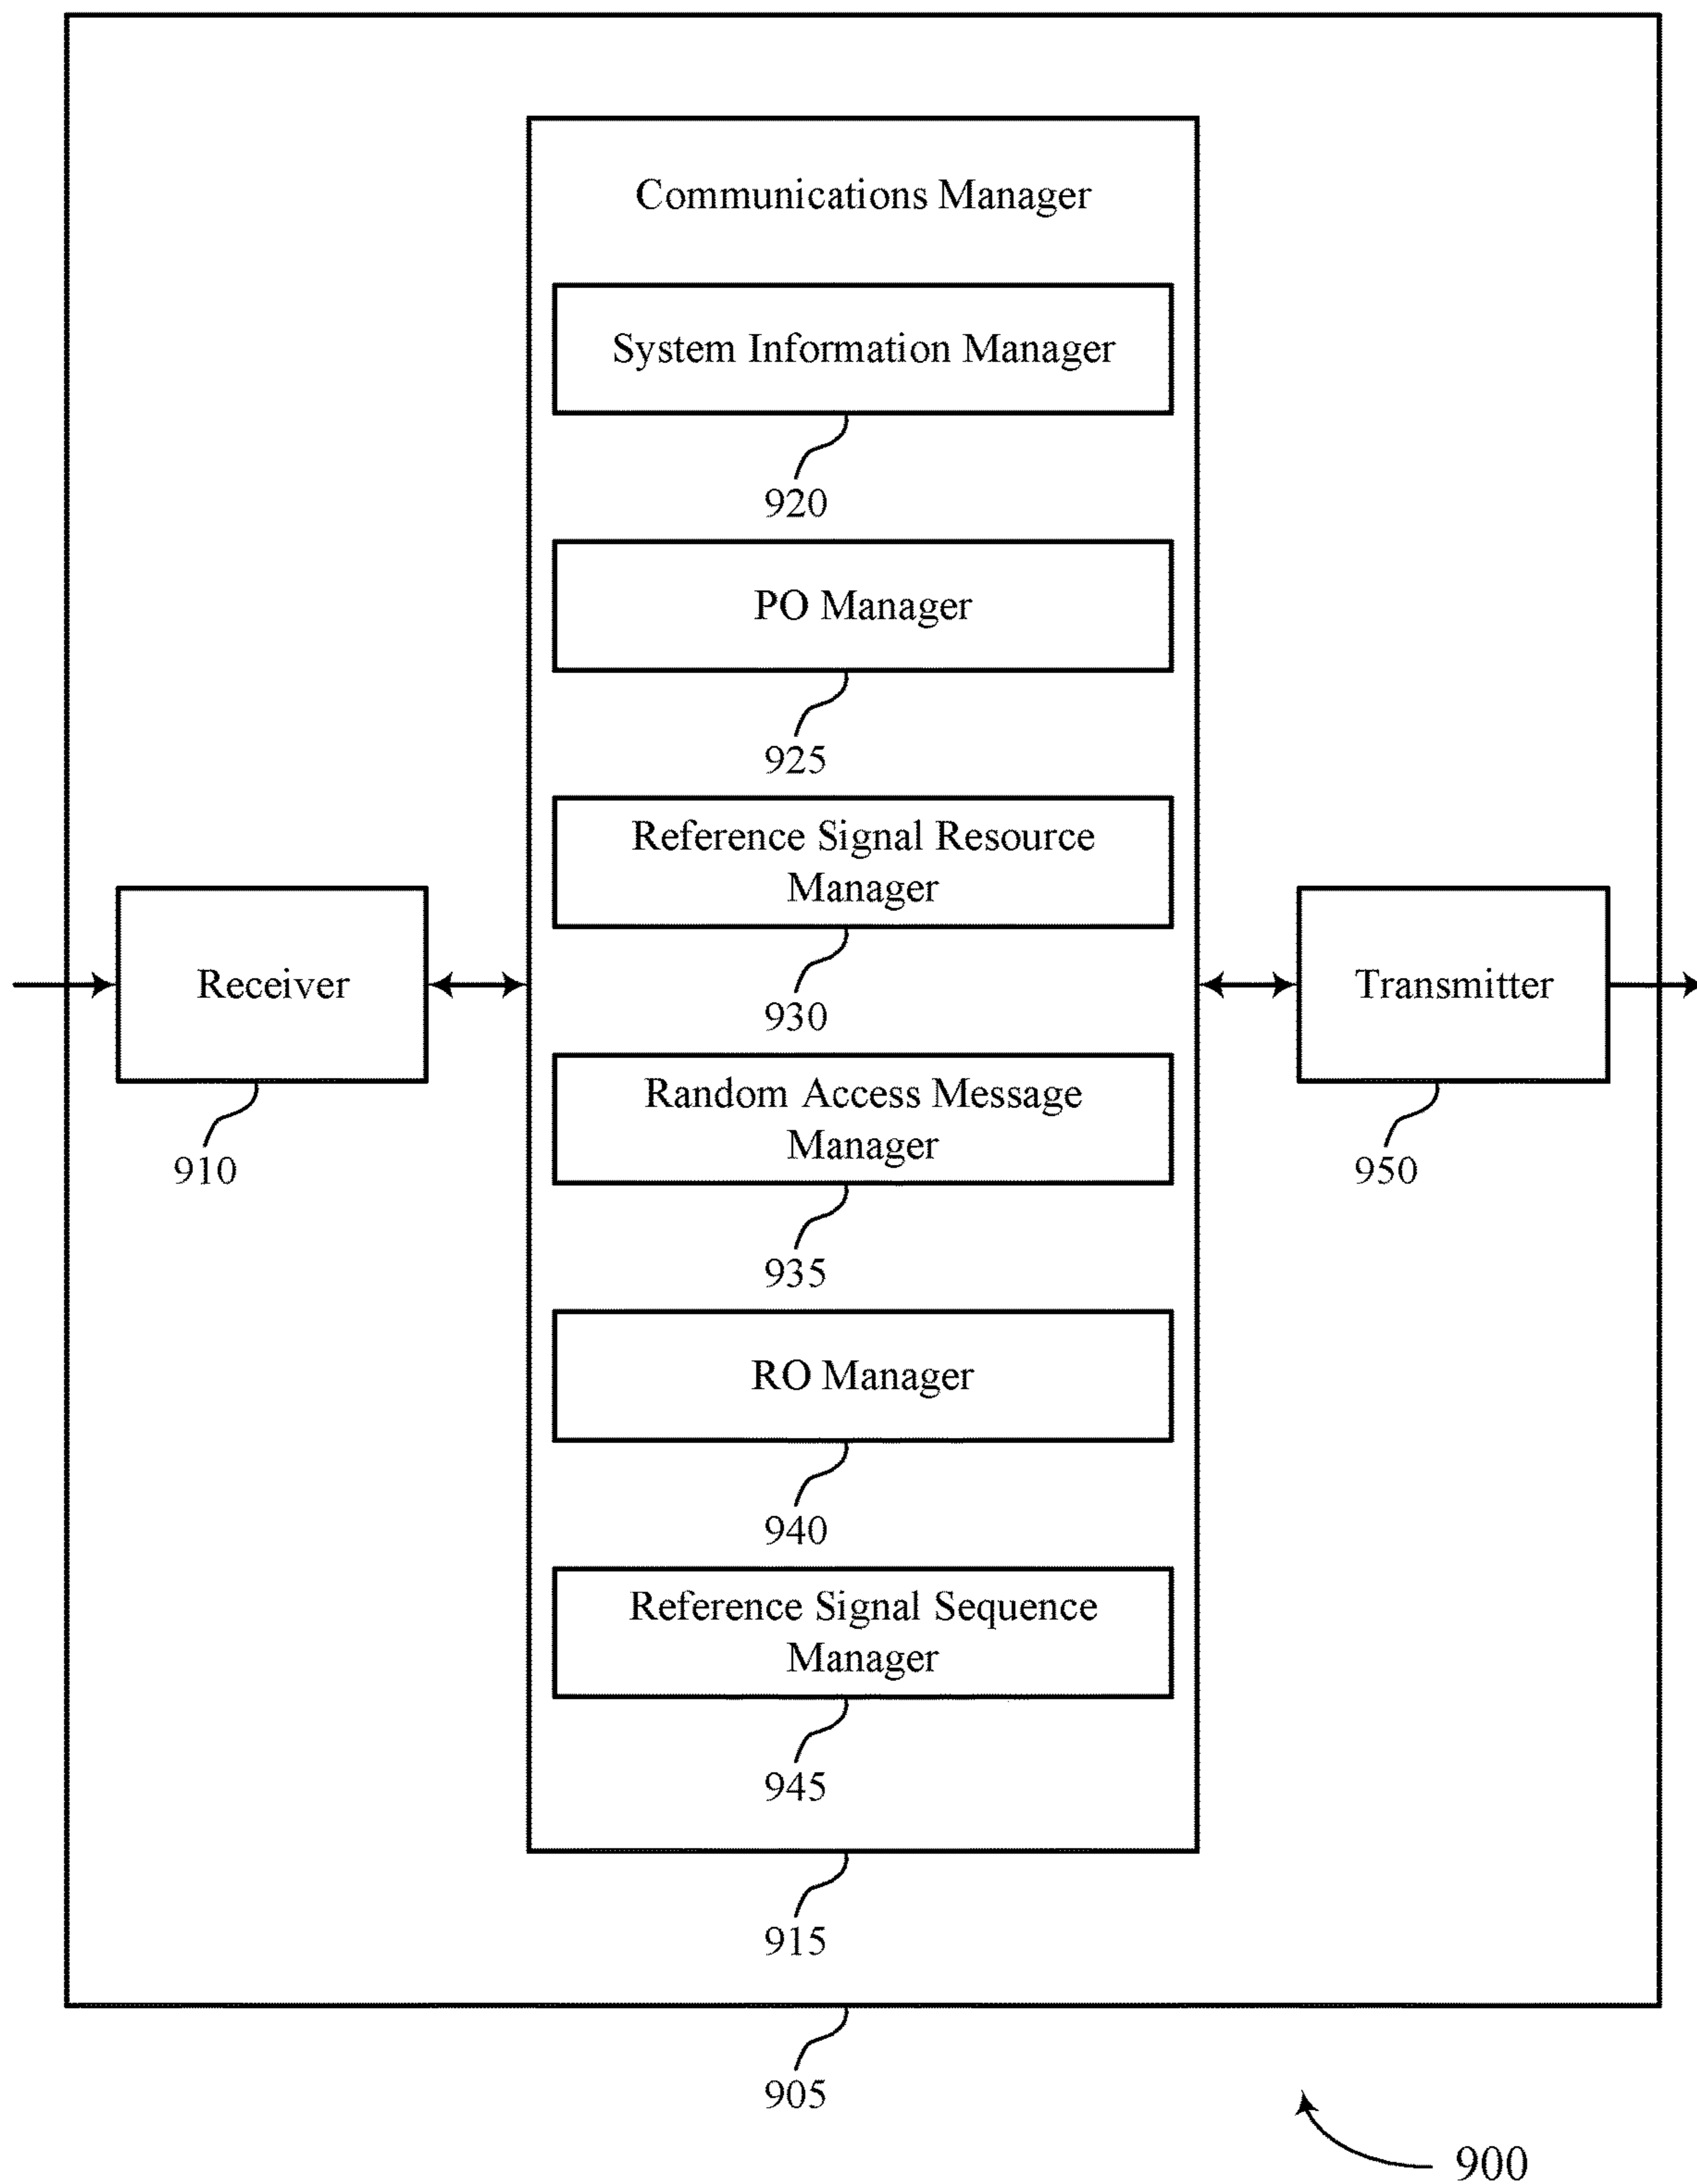 Communications Manager
System Information Manager
920
PO Manager
925
Reference Signal Resource
Manager
930
Receiver
910
Transmitter
950
Random Access Message
Manager
935
RO Manager
940
Reference Signal Sequence
Manager
945
915
905
900